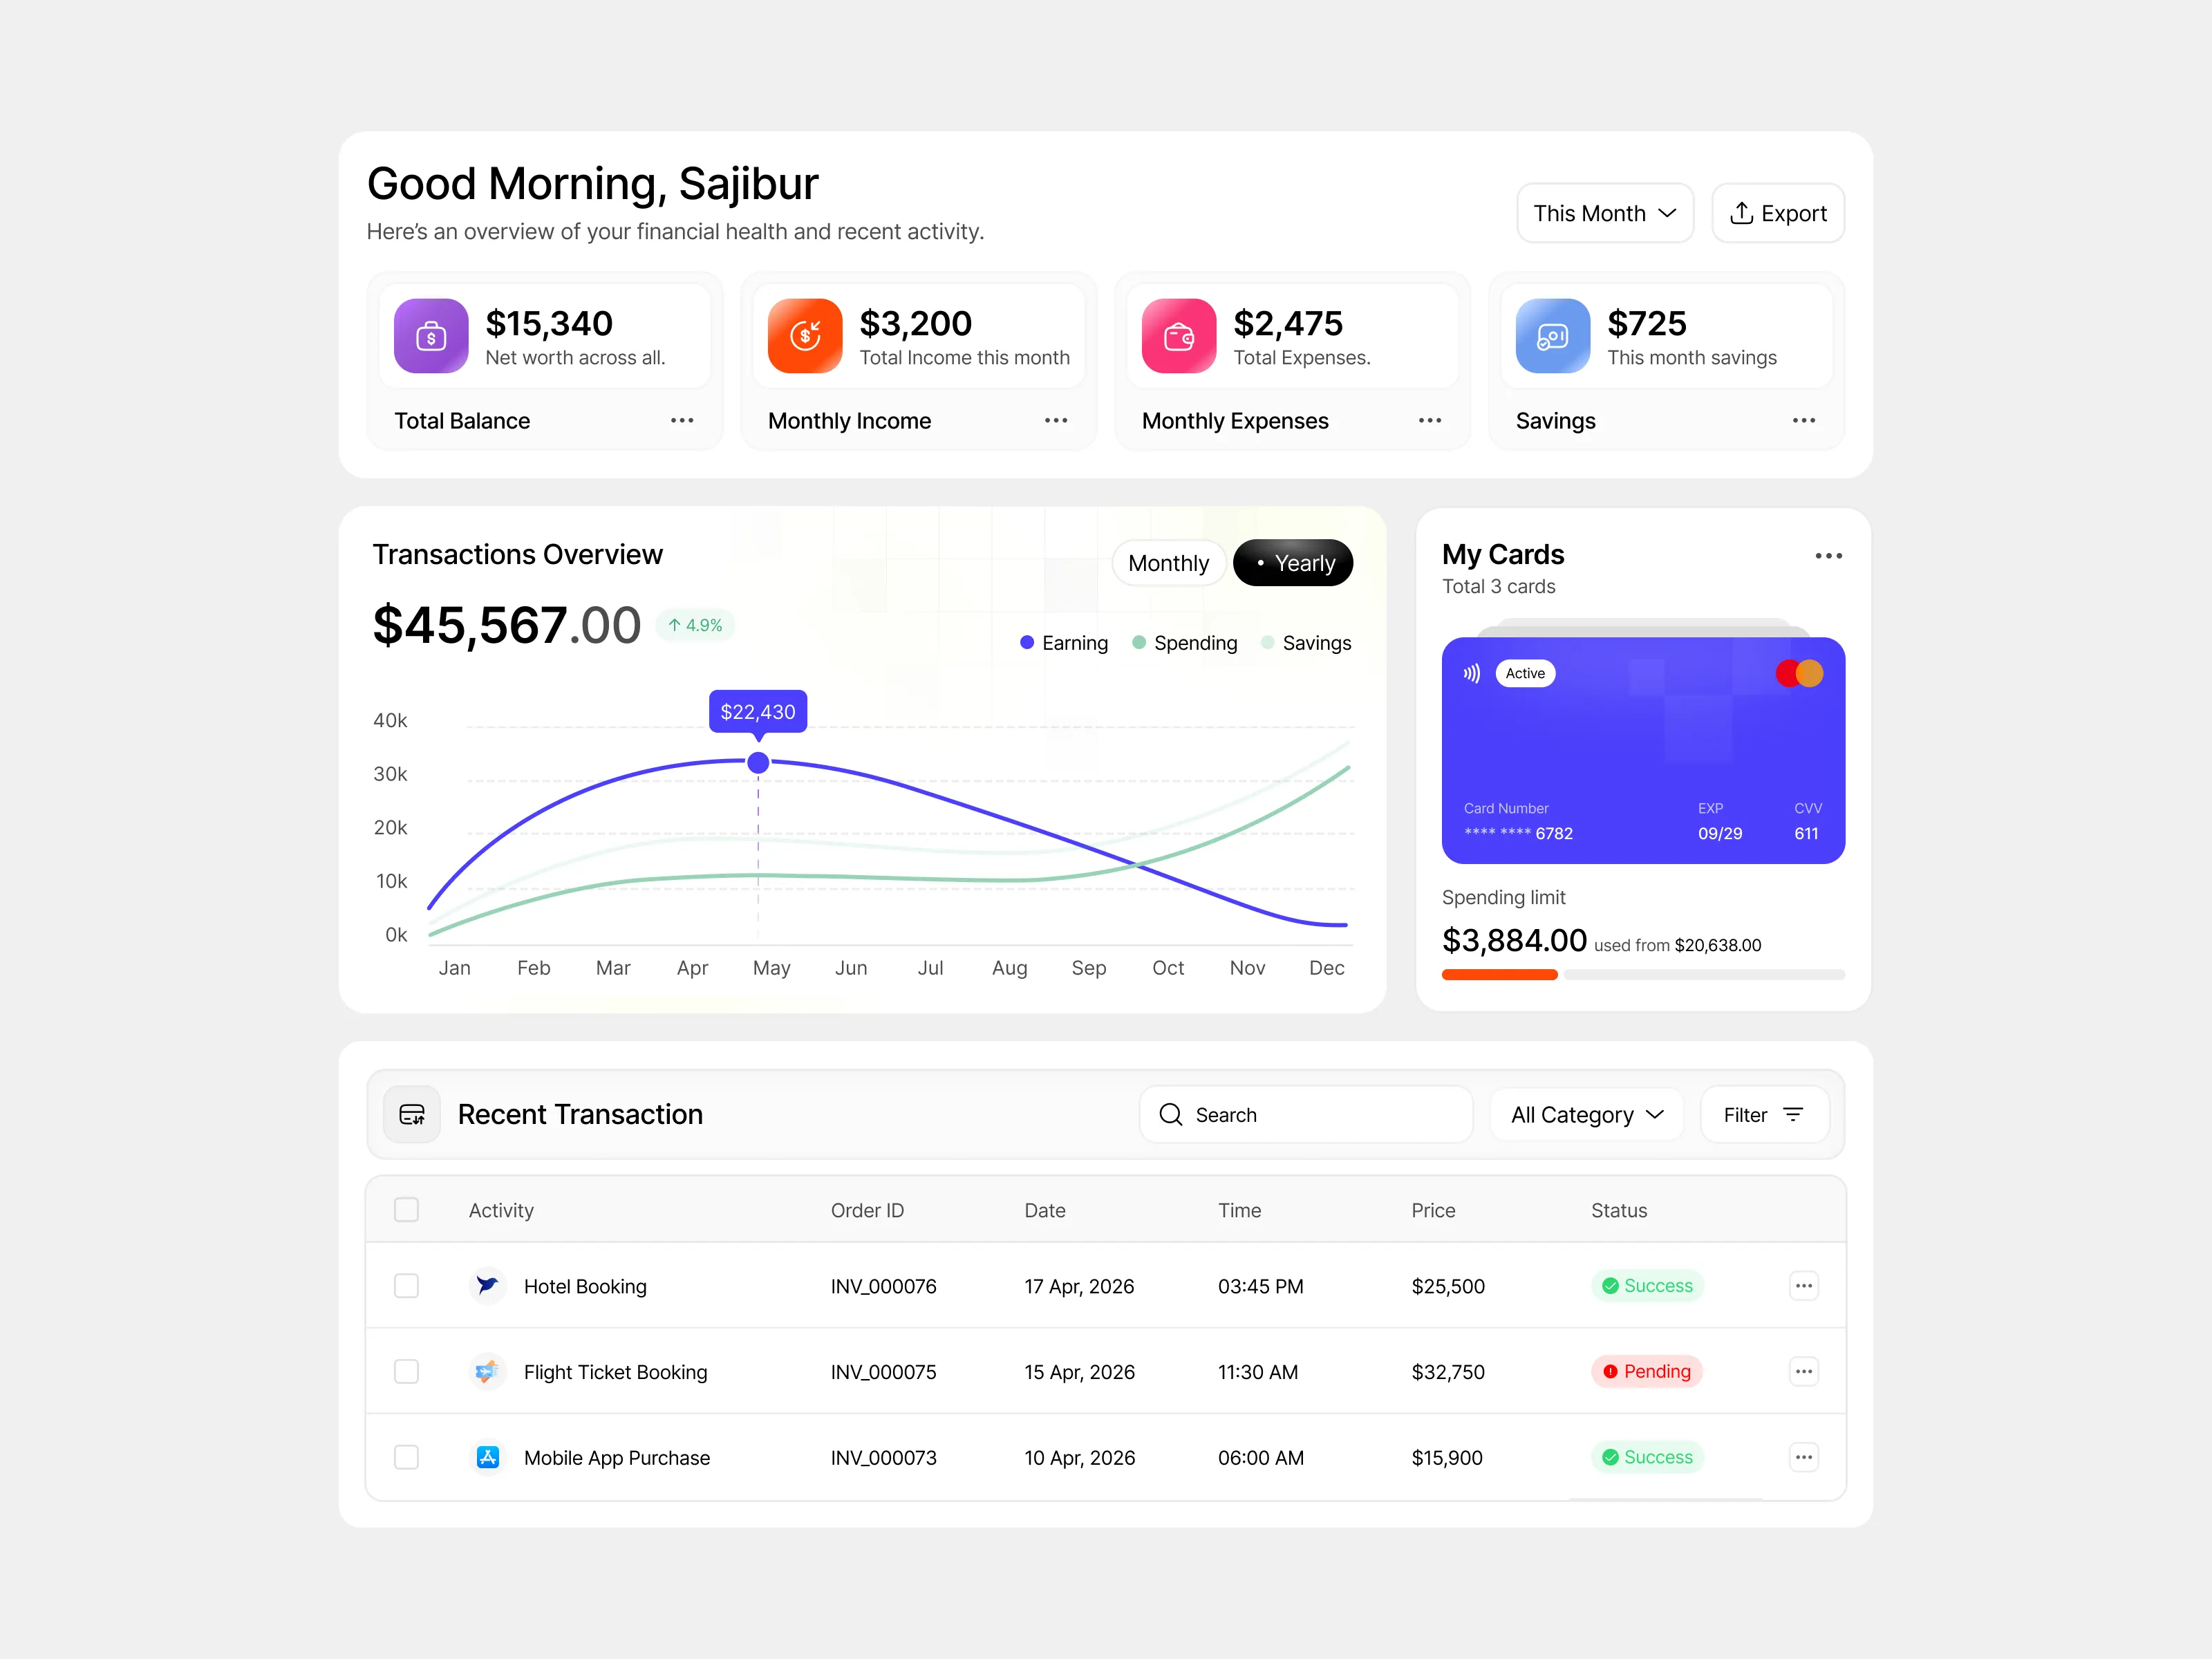 Good Morning, Sajibur
Here’s an overview of your financial health and recent activity.
This Month
Export
$15,340
Net worth across all.
Total Balance
$3,200
Total Income this month
Monthly Income
$2,475
Total Expenses.
Monthly Expenses
$725
This month savings
Savings
Transactions Overview
Monthly
• Yearly
$45,567.00
↑ 4.9%
Earning
Spending
Savings
$22,430
40k
30k
20k
10k
0k
Jan Feb Mar Apr May Jun Jul Aug Sep Oct Nov Dec
My Cards
Total 3 cards
Active
Card Number EXP CVV
**** **** 6782 09/29 611
Spending limit
$3,884.00 used from $20,638.00
Recent Transaction
Search
All Category
Filter
Activity Order ID Date Time Price Status
Hotel Booking INV_000076 17 Apr, 2026 03:45 PM $25,500 Success
Flight Ticket Booking INV_000075 15 Apr, 2026 11:30 AM $32,750 Pending
Mobile App Purchase INV_000073 10 Apr, 2026 06:00 AM $15,900 Success